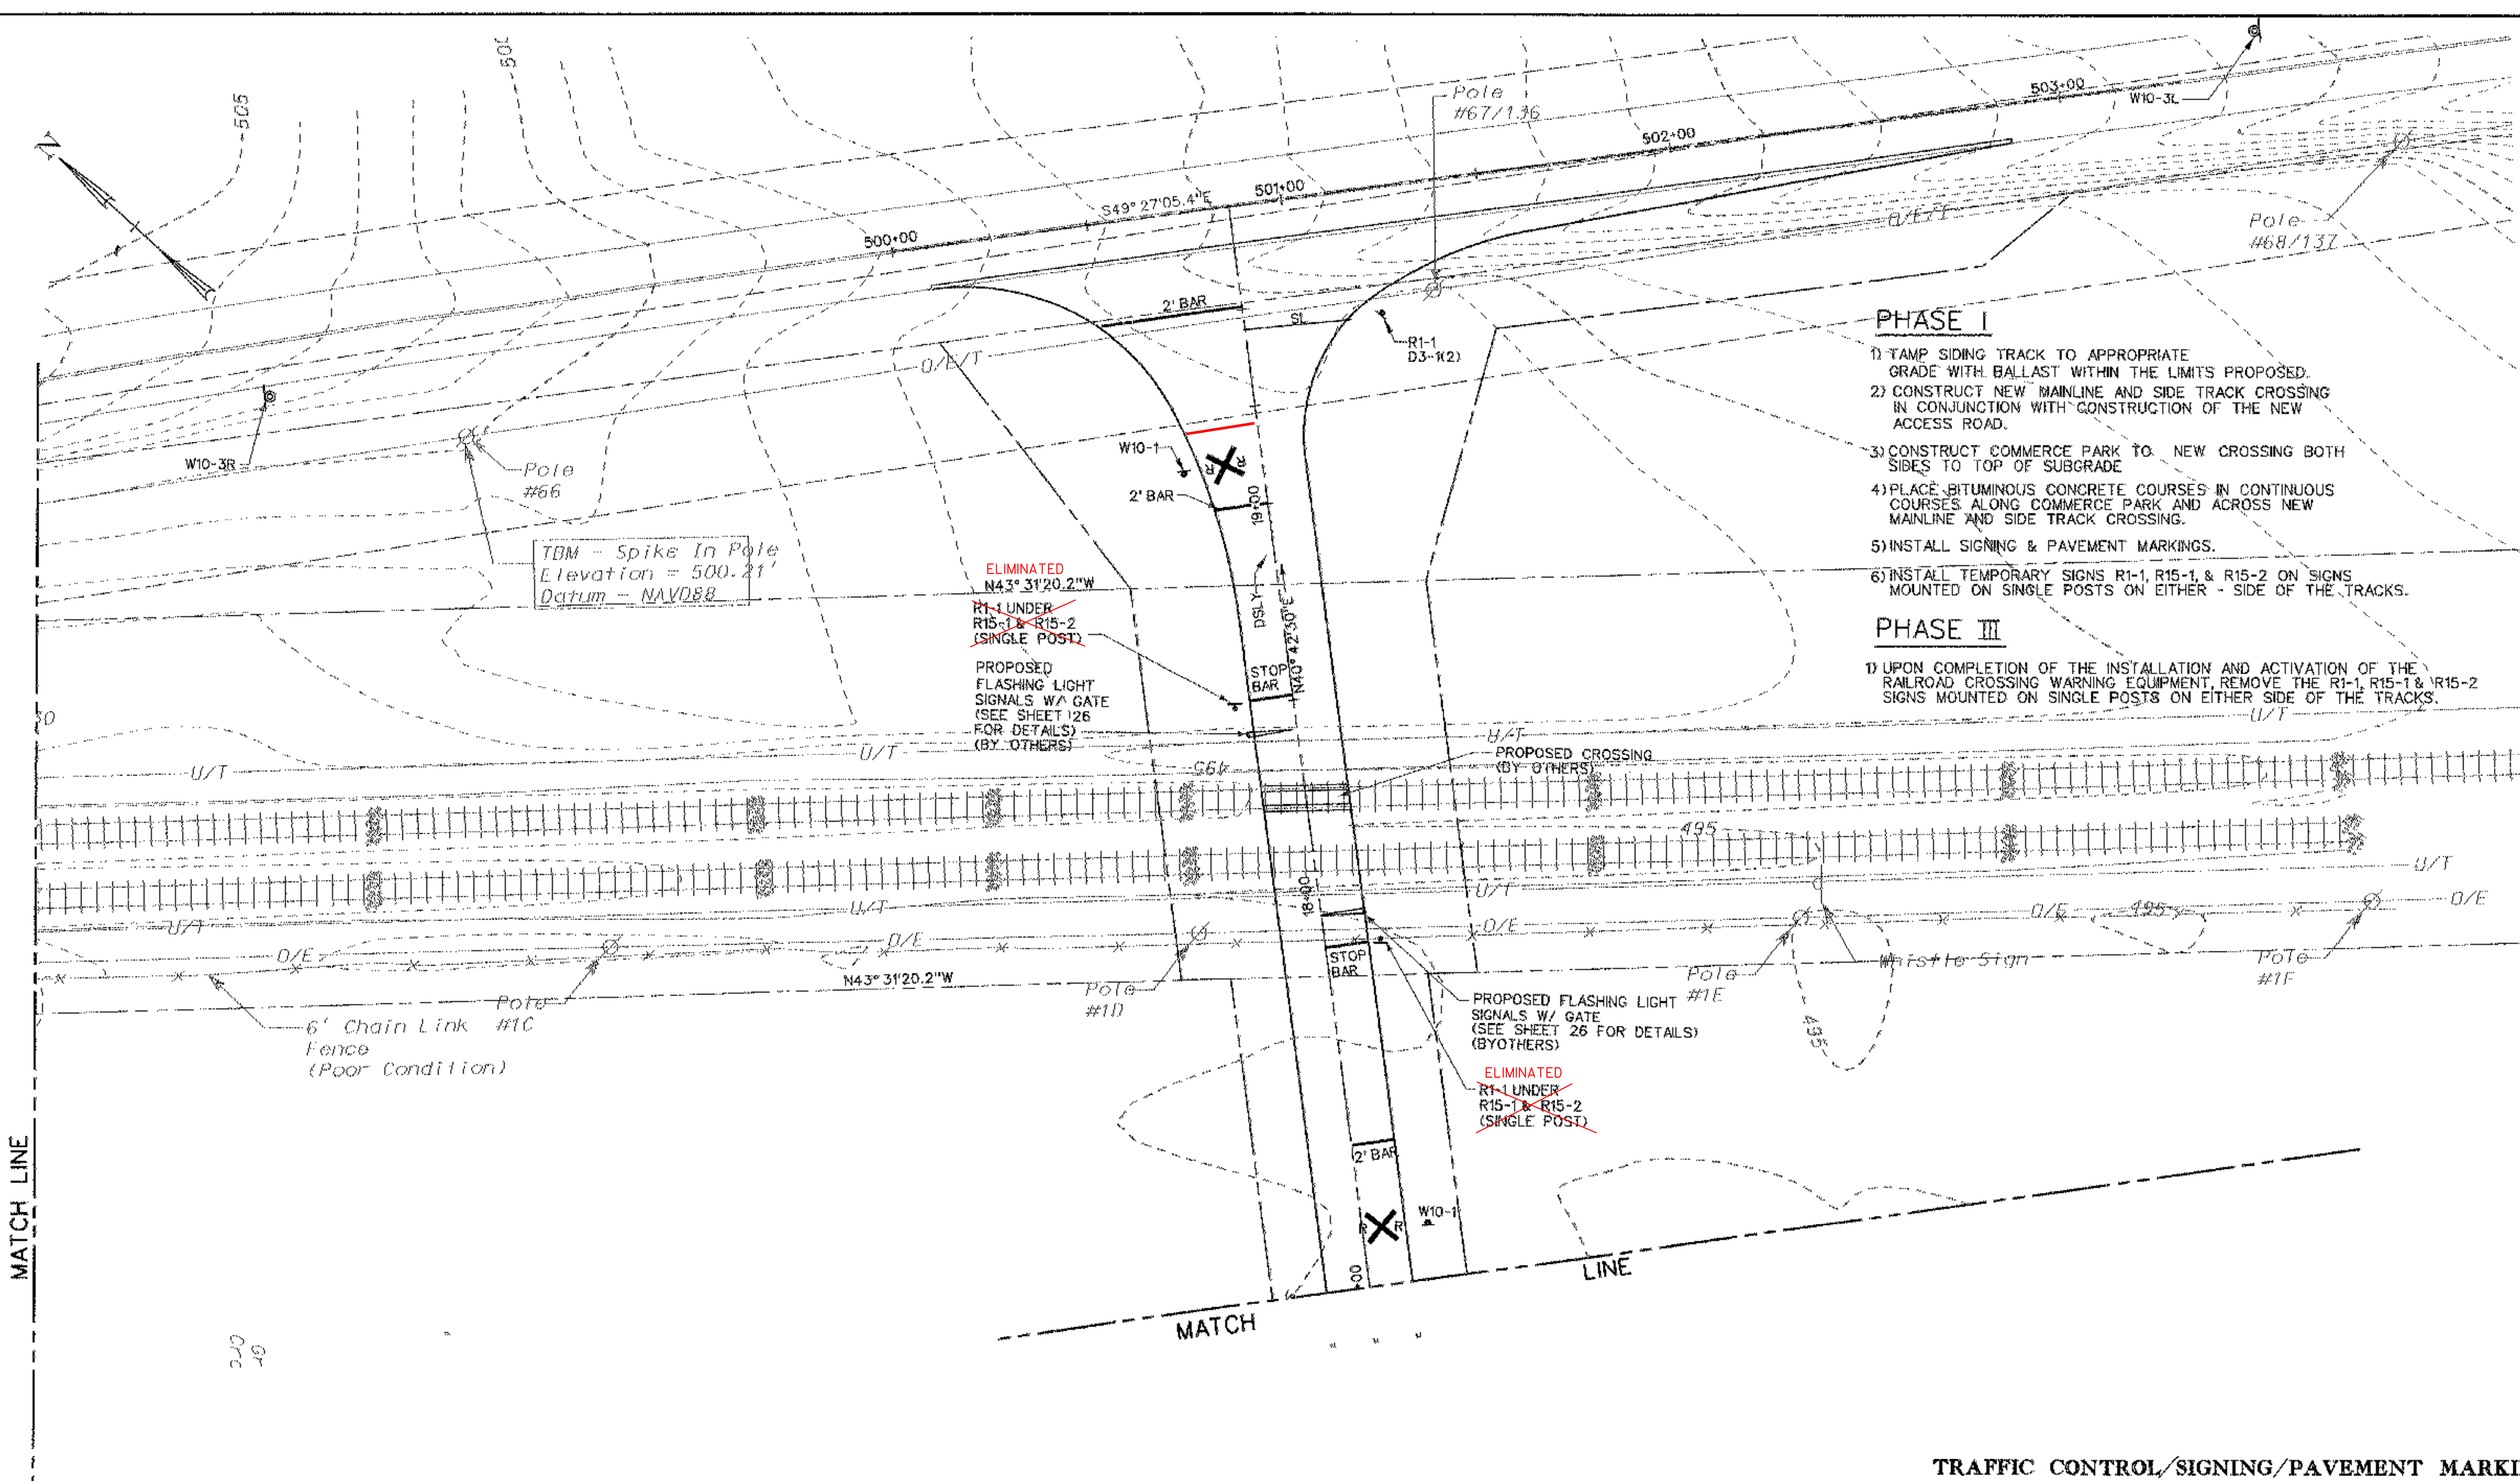 505
N
Pole
#67/136
503+00
W10-3L
502+00
501+00
S49° 27'05.4"E
500+00
O/E/T
Pole
#68/137
2' BAR
SL
R1-1
D3-1(2)
O/E/T
W10-3R
Pole
#66
W10-1
R R
2' BAR
19+00
TBM - Spike In Pole
Elevation = 500.21'
Datum - NAVD88
PHASE I
1) TAMP SIDING TRACK TO APPROPRIATE
GRADE WITH BALLAST WITHIN THE LIMITS PROPOSED.
2) CONSTRUCT NEW MAINLINE AND SIDE TRACK CROSSING
IN CONJUNCTION WITH CONSTRUCTION OF THE NEW
ACCESS ROAD.
3) CONSTRUCT COMMERCE PARK TO NEW CROSSING BOTH
SIDES TO TOP OF SUBGRADE
4) PLACE BITUMINOUS CONCRETE COURSES IN CONTINUOUS
COURSES ALONG COMMERCE PARK AND ACROSS NEW
MAINLINE AND SIDE TRACK CROSSING.
5) INSTALL SIGNING & PAVEMENT MARKINGS.
6) INSTALL TEMPORARY SIGNS R1-1, R15-1, & R15-2 ON SIGNS
MOUNTED ON SINGLE POSTS ON EITHER - SIDE OF THE TRACKS.
PHASE III
1) UPON COMPLETION OF THE INSTALLATION AND ACTIVATION OF THE
RAILROAD CROSSING WARNING EQUIPMENT, REMOVE THE R1-1, R15-1 & R15-2
SIGNS MOUNTED ON SINGLE POSTS ON EITHER SIDE OF THE TRACKS.
ELIMINATED
N43° 31'20.2"W
R1-1 UNDER
R15-1 & R15-2
(SINGLE POST)
DSLY
N40° 42'30"E
STOP
BAR
PROPOSED
FLASHING LIGHT
SIGNALS W/ GATE
(SEE SHEET 26
FOR DETAILS)
(BY OTHERS)
U/T
U/T
U/T
U/T
PROPOSED CROSSING
(BY OTHERS)
495
495
18+00
U/T
U/T
U/T
U/T
O/E
O/E
O/E
O/E
495
O/E
N43° 31'20.2"W
STOP
BAR
6' Chain Link
Fence
(Poor Condition)
Pole
#1C
Pole
#1D
Pole
#1E
Whistle Sign
Pole
#1F
495
PROPOSED FLASHING LIGHT
SIGNALS W/ GATE
(SEE SHEET 26 FOR DETAILS)
(BYOTHERS)
ELIMINATED
R1-1 UNDER
R15-1 & R15-2
(SINGLE POST)
2' BAR
W10-1
R R
+00
MATCH LINE
MATCH LINE
TRAFFIC CONTROL/SIGNING/PAVEMENT MARKI